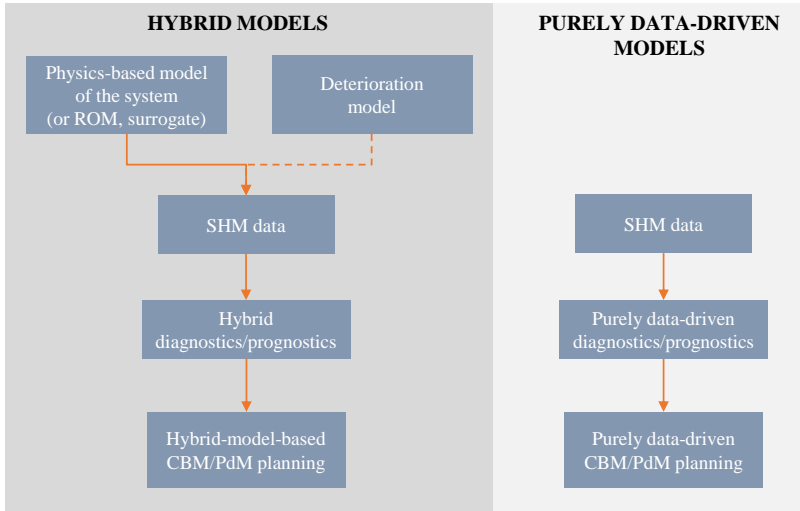 HYBRID MODELS
Physics-based model
of the system
(or ROM, surrogate)
Deterioration
model
SHM data
Hybrid
diagnostics/prognostics
Hybrid-model-based
CBM/PdM planning
PURELY DATA-DRIVEN
MODELS
SHM data
Purely data-driven
diagnostics/prognostics
Purely data-driven
CBM/PdM planning